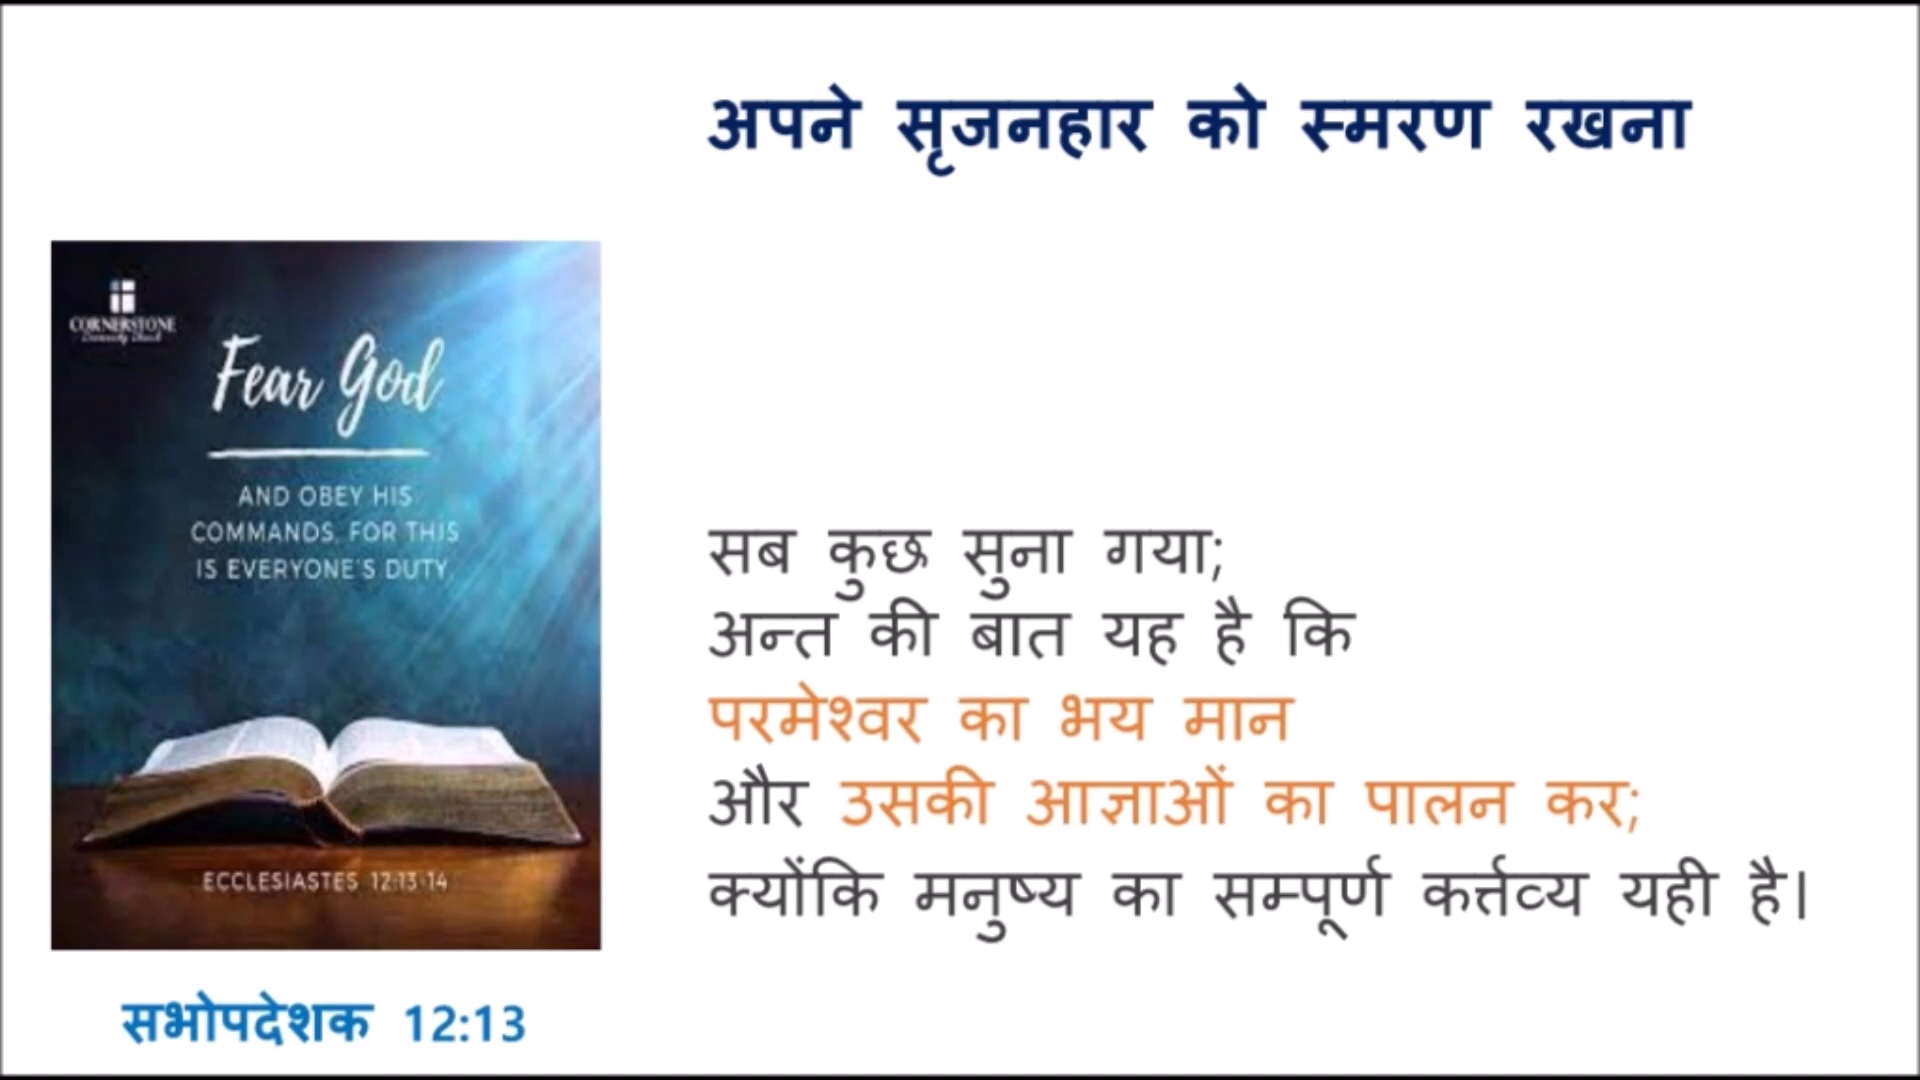 अपने सृजनहार को स्मरण रखना
CORNERSTONE
Community Church
Fear God
AND OBEY HIS
COMMANDS, FOR THIS
IS EVERYONE'S DUTY.
ECCLESIASTES 12:13-14
सभोपदेशक 12:13
सब कुछ सुना गया;
अन्त की बात यह है कि
परमेश्वर का भय मान
और उसकी आज्ञाओं का पालन कर;
क्योंकि मनुष्य का सम्पूर्ण कर्त्तव्य यही है।